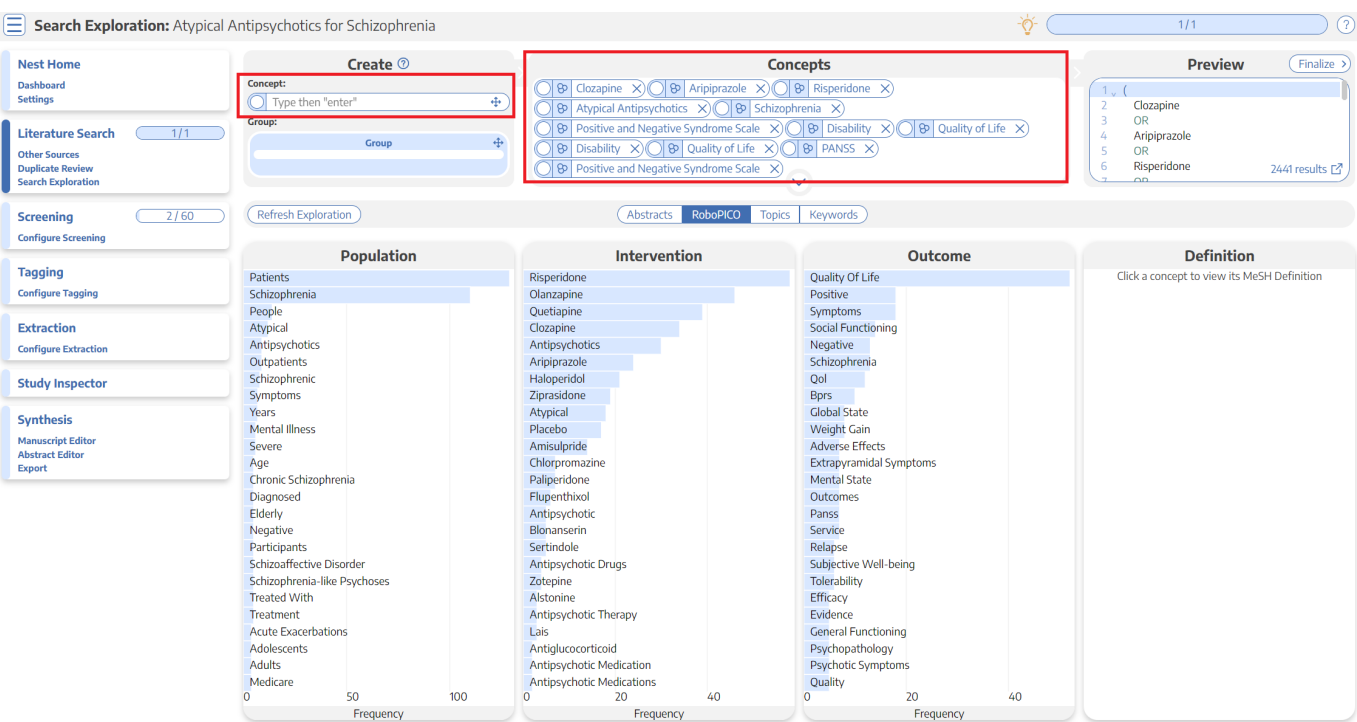 Search Exploration: Atypical Antipsychotics for Schizophrenia
1/1
?
Nest Home
Dashboard
Settings
Literature Search 1/1
Other Sources
Duplicate Review
Search Exploration
Screening 2/60
Configure Screening
Tagging
Configure Tagging
Extraction
Configure Extraction
Study Inspector
Synthesis
Manuscript Editor
Abstract Editor
Export
Create ?
Concept:
Type then "enter"
Group:
Group
Concepts
Clozapine Aripiprazole Risperidone
Atypical Antipsychotics Schizophrenia
Positive and Negative Syndrome Scale Disability Quality of Life
Disability Quality of Life PANSS
Positive and Negative Syndrome Scale
Preview Finalize
1 (
2 Clozapine
3 OR
4 Aripiprazole
5 OR
6 Risperidone 2441 results
7 OR
Refresh Exploration
Abstracts RoboPICO Topics Keywords
Population
Patients
Schizophrenia
People
Atypical
Antipsychotics
Outpatients
Schizophrenic
Symptoms
Years
Mental Illness
Severe
Age
Chronic Schizophrenia
Diagnosed
Elderly
Negative
Participants
Schizoaffective Disorder
Schizophrenia-like Psychoses
Treated With
Treatment
Acute Exacerbations
Adolescents
Adults
Medicare
0 50 100
Frequency
Intervention
Risperidone
Olanzapine
Quetiapine
Clozapine
Antipsychotics
Aripiprazole
Haloperidol
Ziprasidone
Atypical
Placebo
Amisulpride
Chlorpromazine
Paliperidone
Flupenthixol
Antipsychotic
Blonanserin
Sertindole
Antipsychotic Drugs
Zotepine
Alstonine
Antipsychotic Therapy
Lais
Antiglucocorticoid
Antipsychotic Medication
Antipsychotic Medications
0 20 40
Frequency
Outcome
Quality Of Life
Positive
Symptoms
Social Functioning
Negative
Schizophrenia
Qol
Bprs
Global State
Weight Gain
Adverse Effects
Extrapyramidal Symptoms
Mental State
Outcomes
Panss
Service
Relapse
Subjective Well-being
Tolerability
Efficacy
Evidence
General Functioning
Psychopathology
Psychotic Symptoms
Quality
0 20 40
Frequency
Definition
Click a concept to view its MeSH Definition